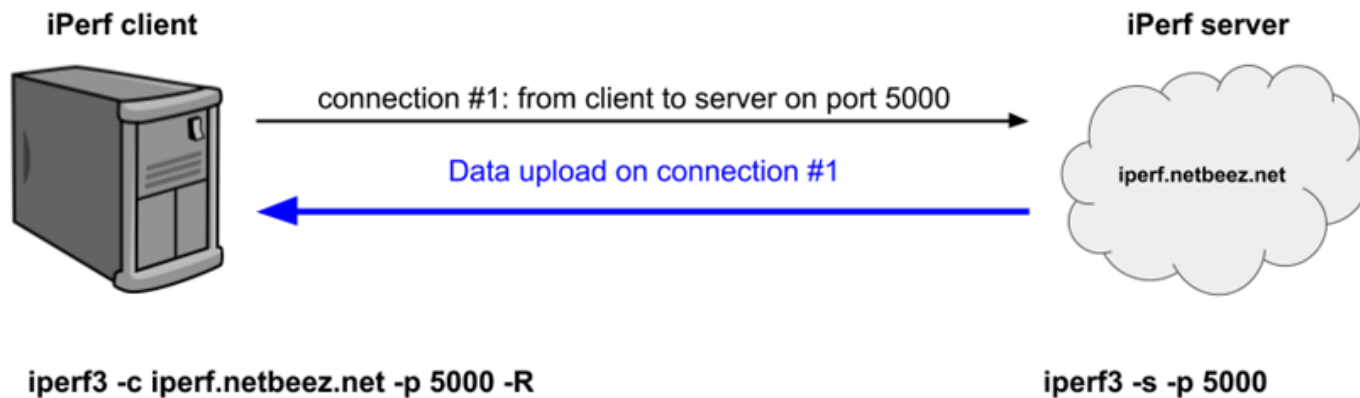 iPerf client
iPerf server
connection #1: from client to server on port 5000
Data upload on connection #1
iperf.netbeez.net
iperf3 -c iperf.netbeez.net -p 5000 -R
iperf3 -s -p 5000